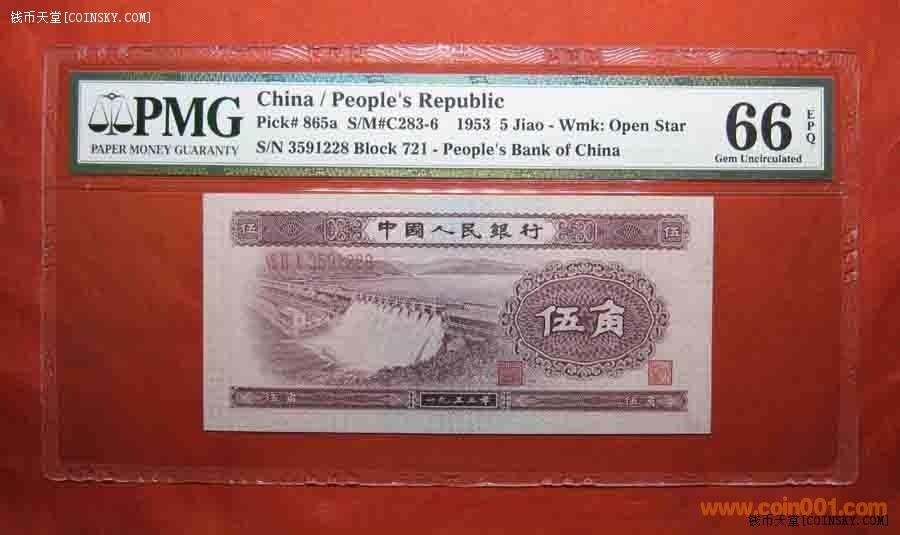 钱币天堂[COINSKY.COM]
PMG
PAPER MONEY GUARANTY
China / People's Republic
Pick# 865a S/M#C283-6 1953 5 Jiao - Wmk: Open Star
S/N 3591228 Block 721 - People's Bank of China
66
EPQ
Gem Uncirculated
伍 中國人民銀行 伍
3591228
伍角
伍角 一九五三年 伍角
www.coin001.com
钱币天堂[COINSKY.COM]